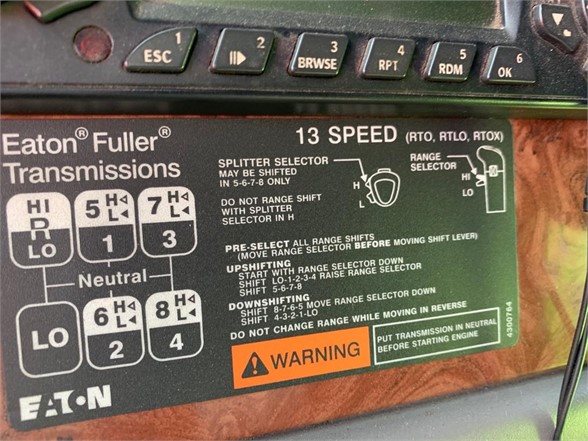 1
ESC
2
3
BRWSE
4
RPT
5
RDM
6
OK
Eaton® Fuller®
Transmissions
13 SPEED (RTO, RTLO, RTOX)
SPLITTER SELECTOR
MAY BE SHIFTED
IN 5-6-7-8 ONLY
H
L
RANGE
SELECTOR
HI
LO
DO NOT RANGE SHIFT
WITH SPLITTER
SELECTOR IN H
HI
R
LO
5 H
L
1
7 H
L
3
Neutral
LO
6 H
L
2
8 H
L
4
PRE-SELECT ALL RANGE SHIFTS
(MOVE RANGE SELECTOR BEFORE MOVING SHIFT LEVER)
UPSHIFTING
START WITH RANGE SELECTOR DOWN
SHIFT LO-1-2-3-4 RAISE RANGE SELECTOR
SHIFT 5-6-7-8
DOWNSHIFTING
SHIFT 8-7-6-5 MOVE RANGE SELECTOR DOWN
SHIFT 4-3-2-1-LO
DO NOT CHANGE RANGE WHILE MOVING IN REVERSE
WARNING
PUT TRANSMISSION IN NEUTRAL
BEFORE STARTING ENGINE
4300764
EATON